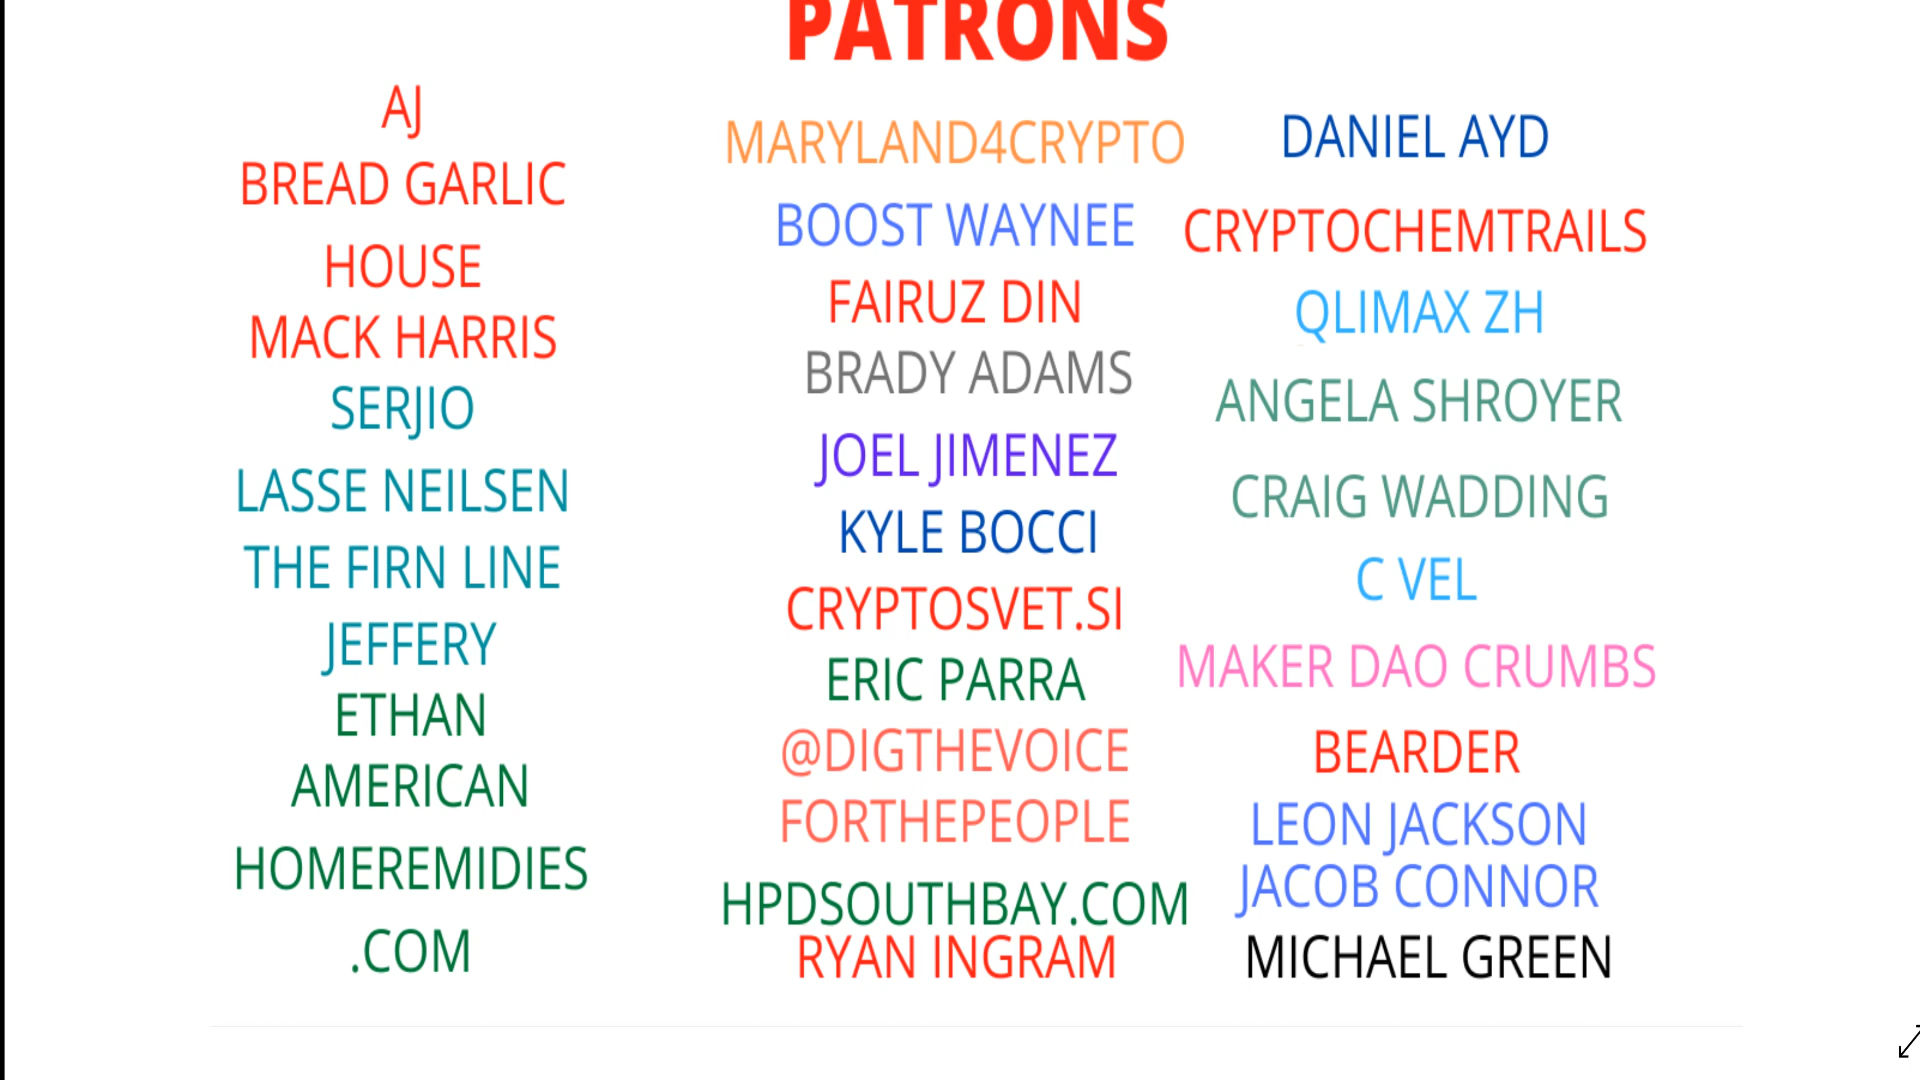 PATRONS
AJ
BREAD GARLIC
HOUSE
MACK HARRIS
SERJIO
LASSE NEILSEN
THE FIRN LINE
JEFFERY
ETHAN
AMERICAN
HOMEREMIDIES
.COM
MARYLAND4CRYPTO
BOOST WAYNEE
FAIRUZ DIN
BRADY ADAMS
JOEL JIMENEZ
KYLE BOCCI
CRYPTOSVET.SI
ERIC PARRA
@DIGTHEVOICE
FORTHEPEOPLE
HPDSOUTHBAY.COM
RYAN INGRAM
DANIEL AYD
CRYPTOCHEMTRAILS
QLIMAX ZH
ANGELA SHROYER
CRAIG WADDING
C VEL
MAKER DAO CRUMBS
BEARDER
LEON JACKSON
JACOB CONNOR
MICHAEL GREEN